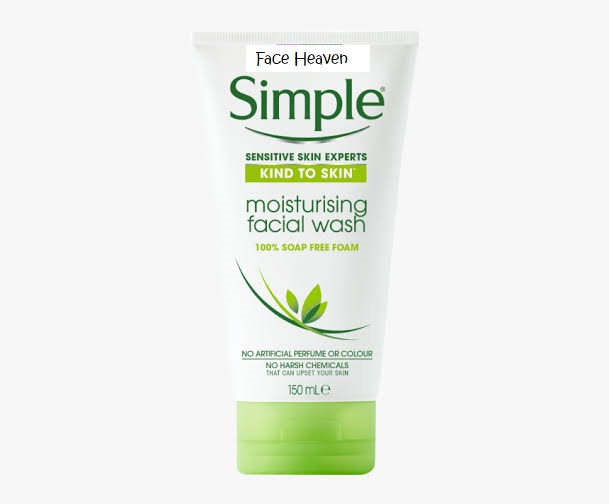 Face Heaven
Simple®
SENSITIVE SKIN EXPERTS
KIND TO SKIN™
moisturising
facial wash
100% SOAP FREE FOAM
NO ARTIFICIAL PERFUME OR COLOUR
NO HARSH CHEMICALS
THAT CAN UPSET YOUR SKIN
150 mL℮